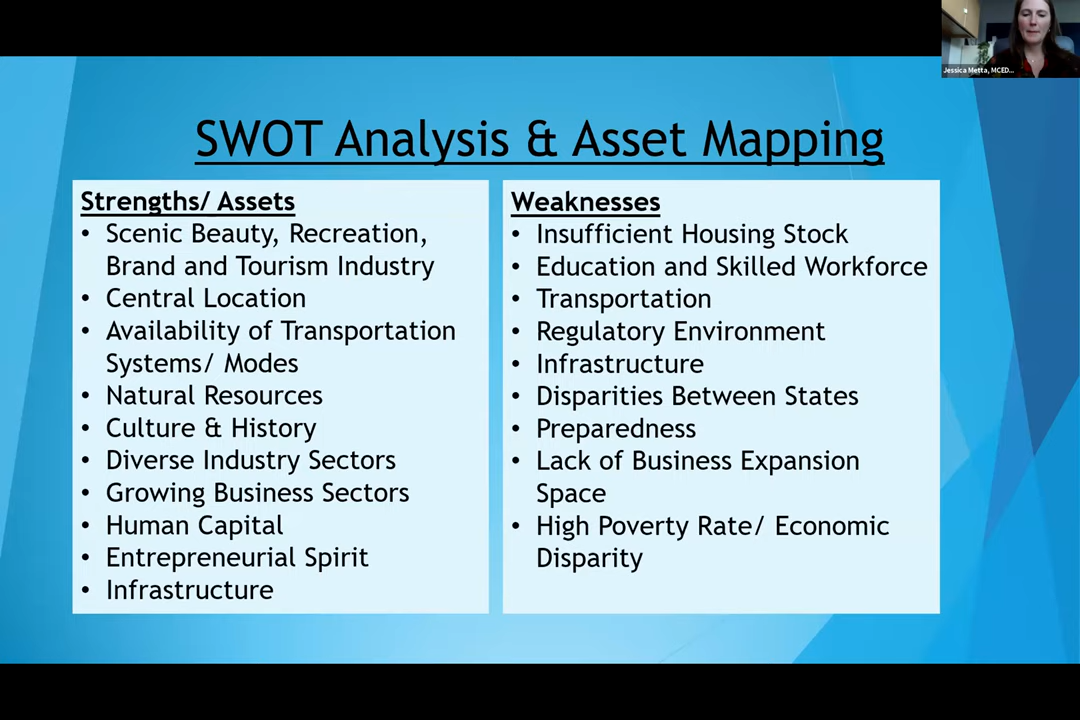 Jessica Metta, MCED...
SWOT Analysis & Asset Mapping
Strengths/ Assets
• Scenic Beauty, Recreation,
Brand and Tourism Industry
• Central Location
• Availability of Transportation
Systems/ Modes
• Natural Resources
• Culture & History
• Diverse Industry Sectors
• Growing Business Sectors
• Human Capital
• Entrepreneurial Spirit
• Infrastructure
Weaknesses
• Insufficient Housing Stock
• Education and Skilled Workforce
• Transportation
• Regulatory Environment
• Infrastructure
• Disparities Between States
• Preparedness
• Lack of Business Expansion
Space
• High Poverty Rate/ Economic
Disparity